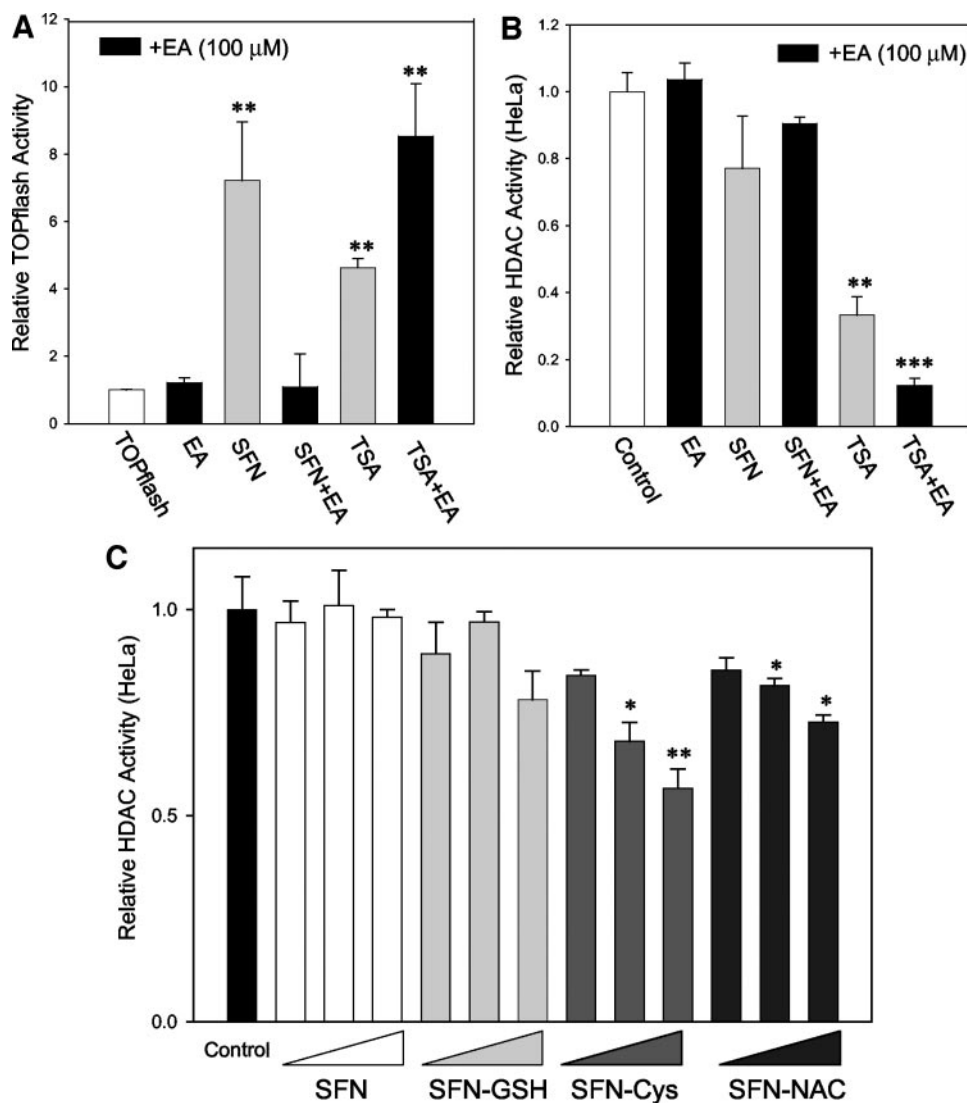 A
+EA (100 μM)
Relative TOPflash Activity
12
10
8
6
4
2
0
**
**
**
TOPflash
EA
SFN
SFN+EA
TSA
TSA+EA
B
+EA (100 μM)
Relative HDAC Activity (HeLa)
1.2
1.0
0.8
0.6
0.4
0.2
0.0
**
***
Control
EA
SFN
SFN+EA
TSA
TSA+EA
C
Relative HDAC Activity (HeLa)
1.0
0.5
0.0
*
**
*
*
Control
SFN
SFN-GSH
SFN-Cys
SFN-NAC